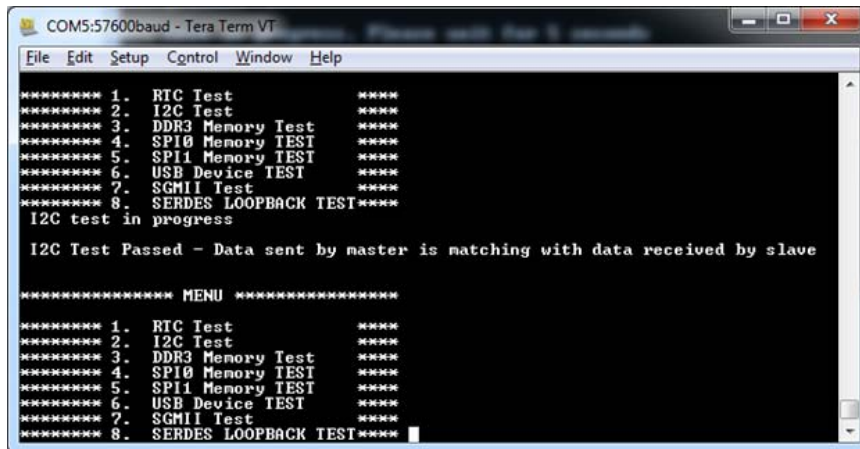 COM5:57600baud - Tera Term VT
File Edit Setup Control Window Help
******** 1. RTC Test ****
******** 2. I2C Test ****
******** 3. DDR3 Memory Test ****
******** 4. SPI0 Memory TEST ****
******** 5. SPI1 Memory TEST ****
******** 6. USB Device TEST ****
******** 7. SGMII Test ****
******** 8. SERDES LOOPBACK TEST****
I2C test in progress
I2C Test Passed - Data sent by master is matching with data received by slave
*************** MENU ****************
******** 1. RTC Test ****
******** 2. I2C Test ****
******** 3. DDR3 Memory Test ****
******** 4. SPI0 Memory TEST ****
******** 5. SPI1 Memory TEST ****
******** 6. USB Device TEST ****
******** 7. SGMII Test ****
******** 8. SERDES LOOPBACK TEST****